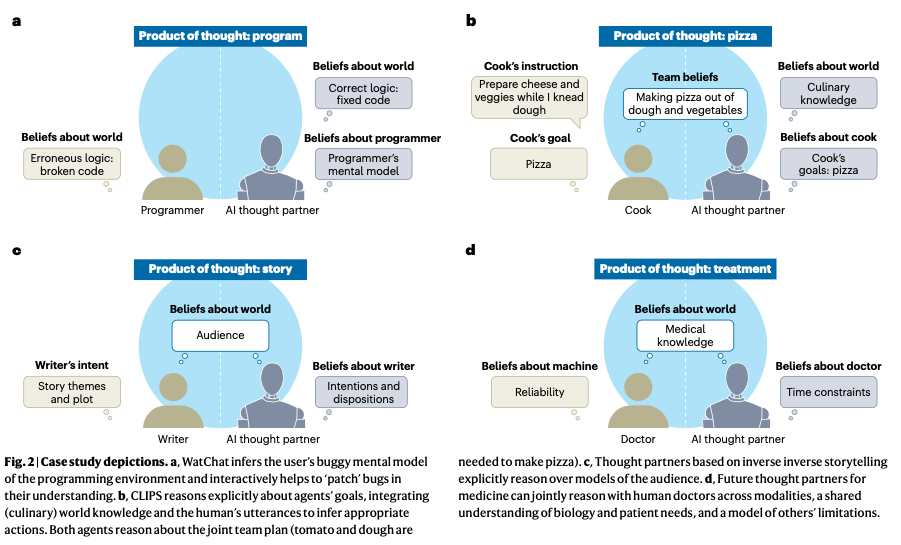 a
Product of thought: program
Beliefs about world
Correct logic:
fixed code
Beliefs about world
Erroneous logic:
broken code
Beliefs about programmer
Programmer's
mental model
Programmer
AI thought partner
b
Product of thought: pizza
Cook's instruction
Prepare cheese and
veggies while I knead
dough
Cook's goal
Pizza
Team beliefs
Making pizza out of
dough and vegetables
Beliefs about world
Culinary
knowledge
Beliefs about cook
Cook's
goals: pizza
Cook
AI thought partner
c
Product of thought: story
Beliefs about world
Audience
Writer's intent
Story themes
and plot
Beliefs about writer
Intentions and
dispositions
Writer
AI thought partner
d
Product of thought: treatment
Beliefs about world
Medical
knowledge
Beliefs about machine
Reliability
Beliefs about doctor
Time constraints
Doctor
AI thought partner
Fig. 2 | Case study depictions. a, WatChat infers the user's buggy mental model
of the programming environment and interactively helps to 'patch' bugs in
their understanding. b, CLIPS reasons explicitly about agents' goals, integrating
(culinary) world knowledge and the human's utterances to infer appropriate
actions. Both agents reason about the joint team plan (tomato and dough are
needed to make pizza). c, Thought partners based on inverse inverse storytelling
explicitly reason over models of the audience. d, Future thought partners for
medicine can jointly reason with human doctors across modalities, a shared
understanding of biology and patient needs, and a model of others' limitations.